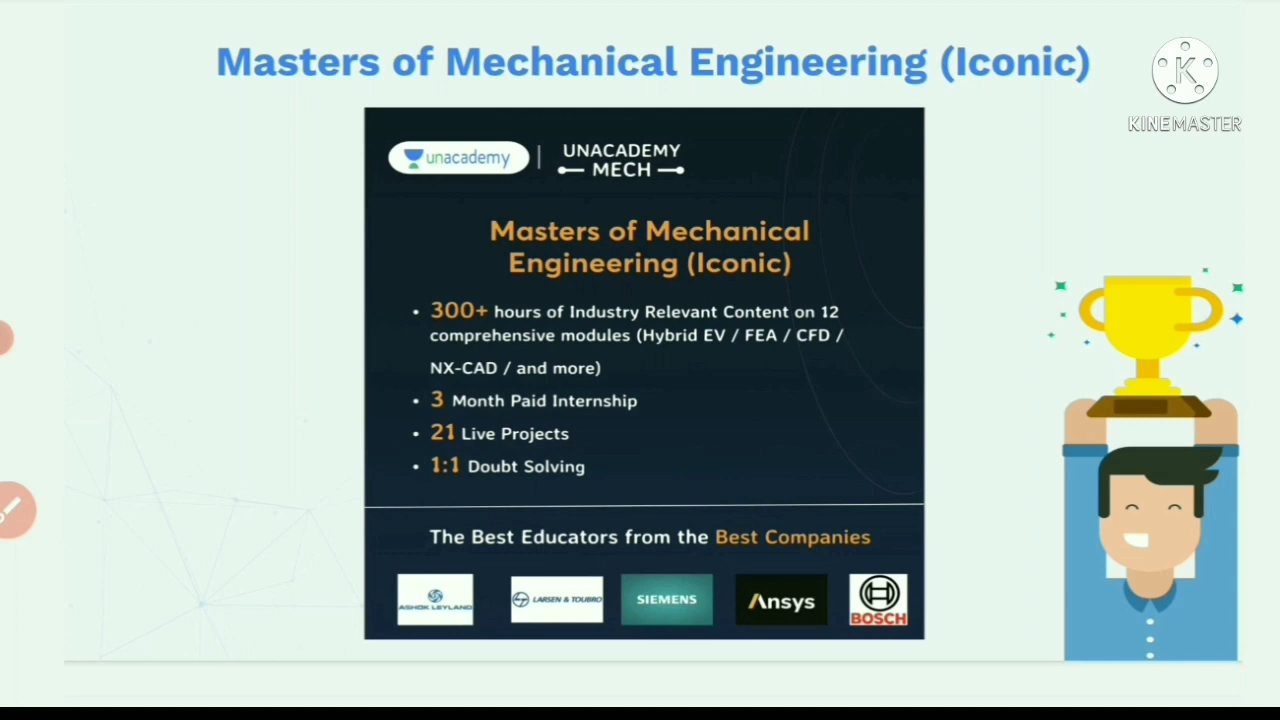 Masters of Mechanical Engineering (Iconic)
K
KINEMASTER
unacademy | UNACADEMY
MECH
Masters of Mechanical
Engineering (Iconic)
• 300+ hours of Industry Relevant Content on 12
comprehensive modules (Hybrid EV / FEA / CFD /
NX-CAD / and more)
• 3 Month Paid Internship
• 21 Live Projects
• 1:1 Doubt Solving
The Best Educators from the Best Companies
ASHOK LEYLAND
LARSEN & TOUBRO
SIEMENS
Ansys
BOSCH